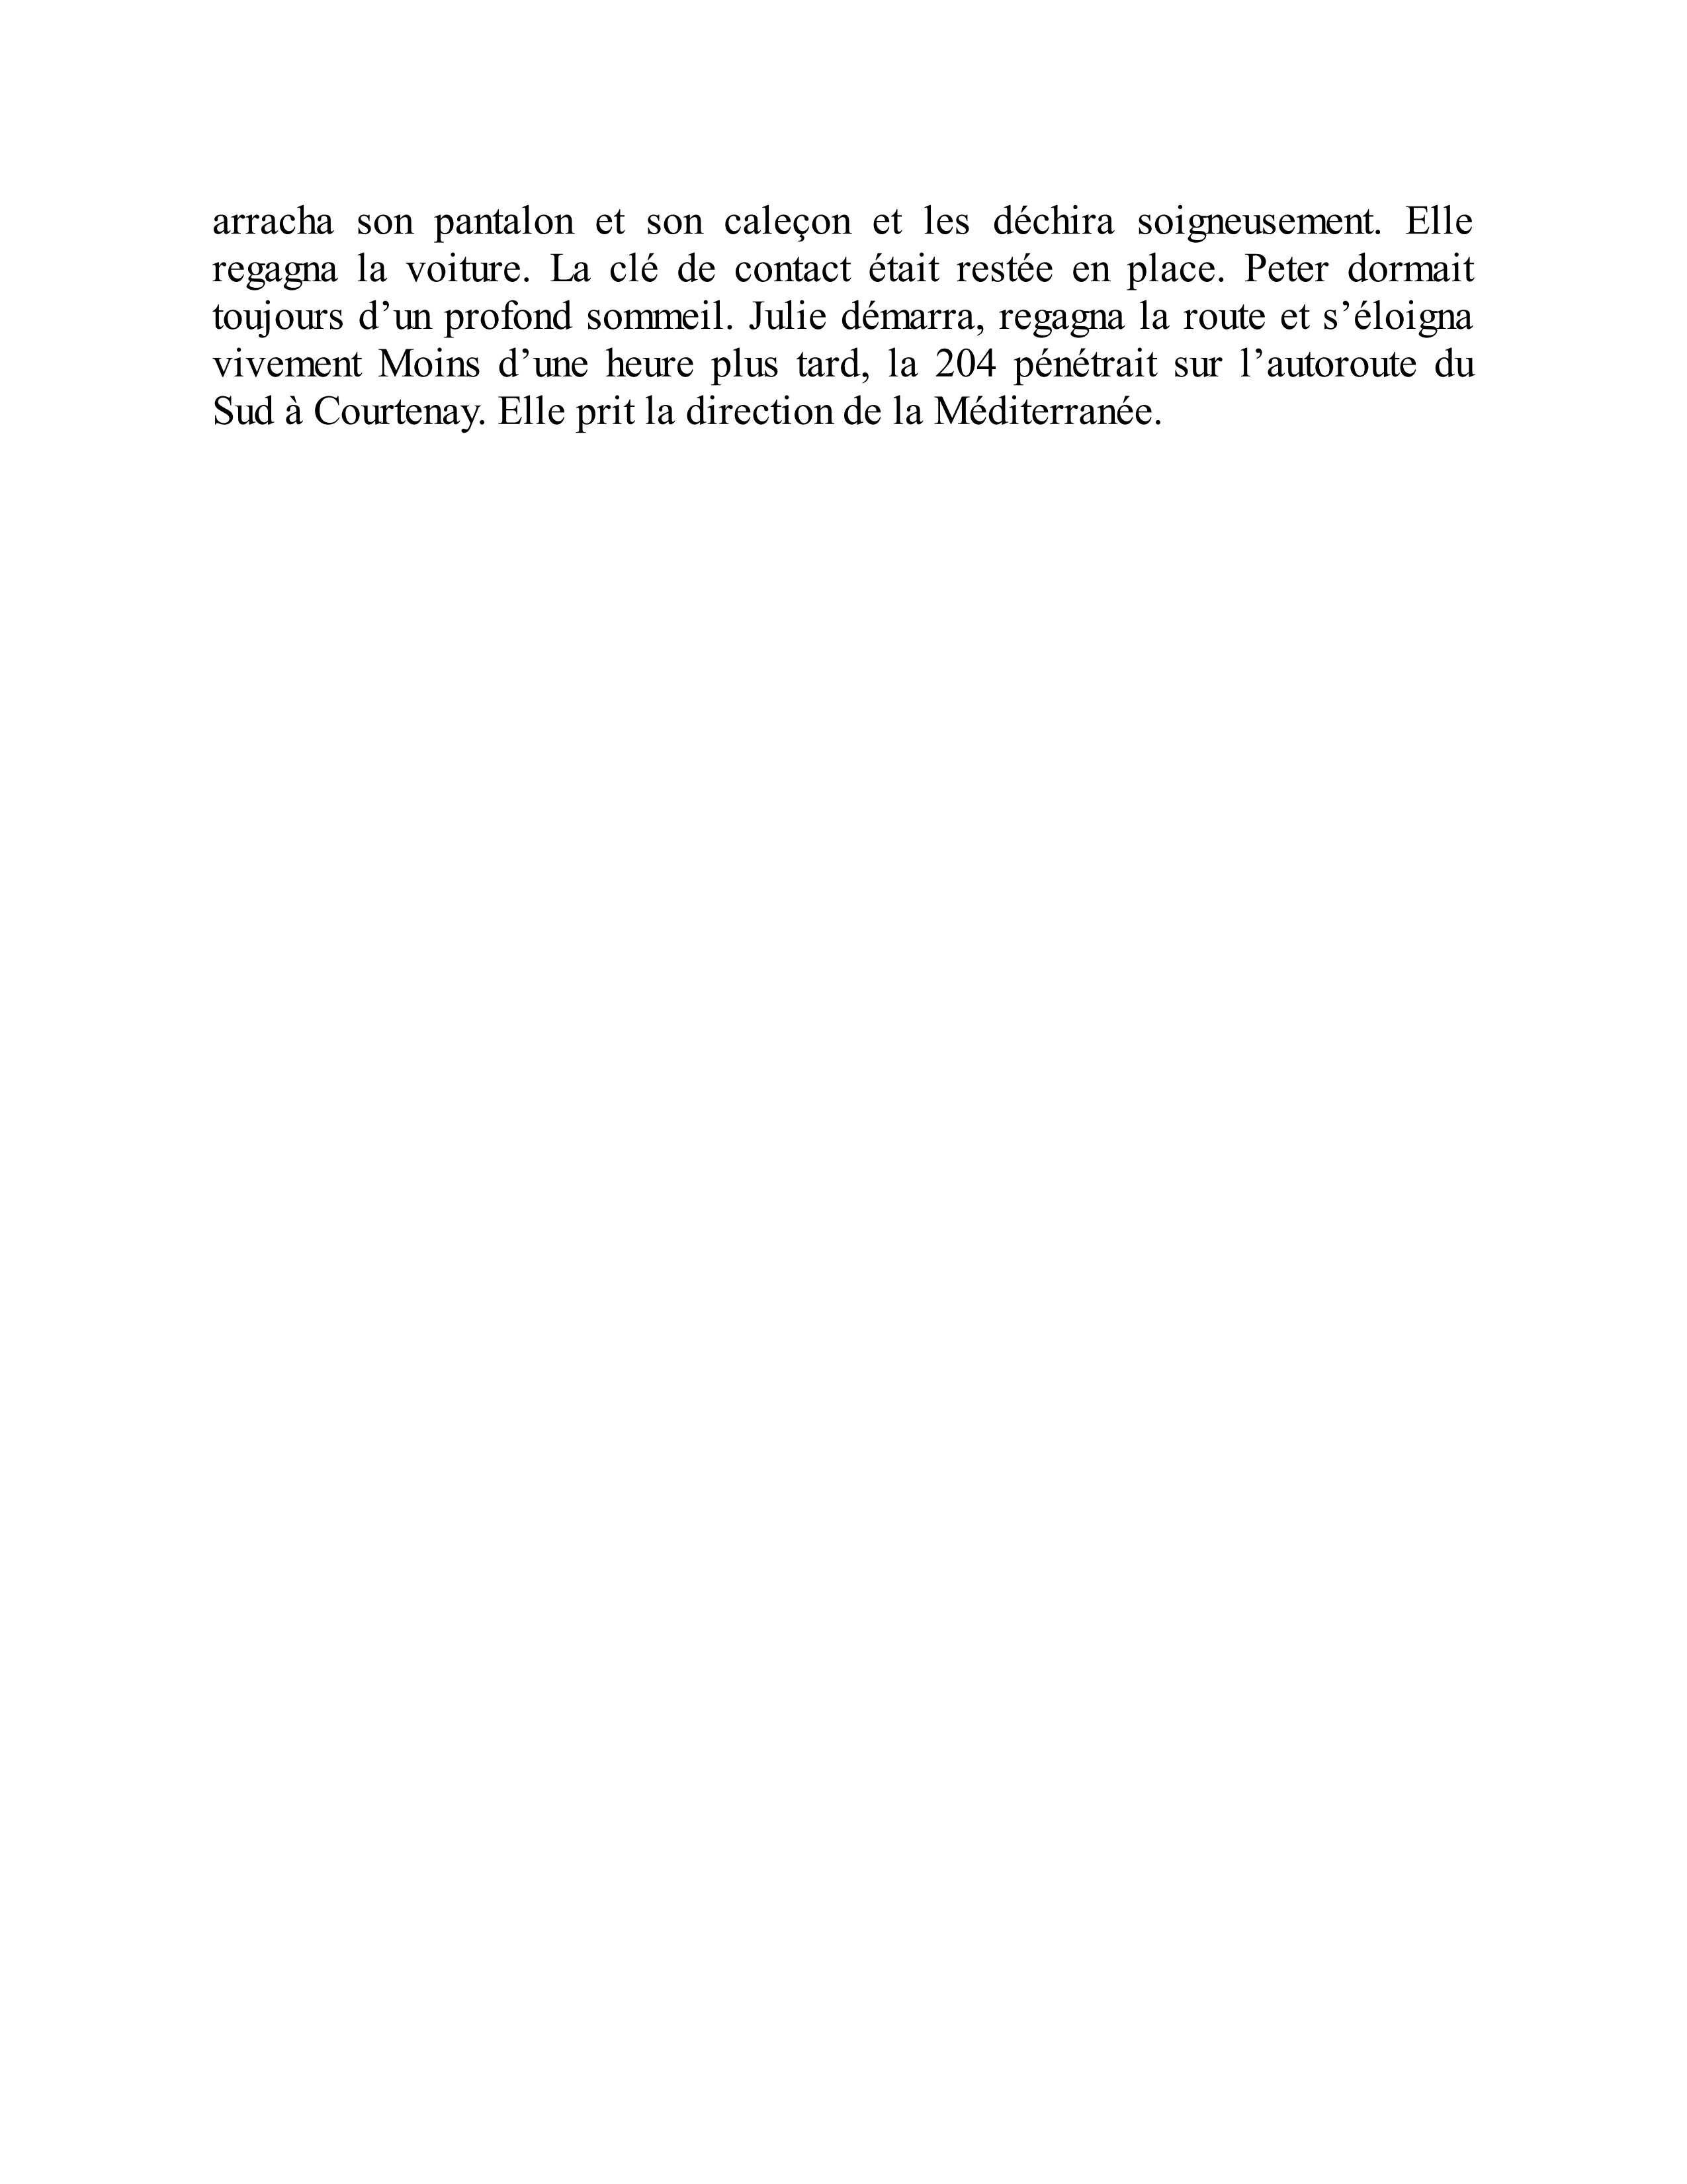 arracha son pantalon et son caleçon et les déchira soigneusement. Elle
regagna la voiture. La clé de contact était restée en place. Peter dormait
toujours d’un profond sommeil. Julie démarra, regagna la route et s’éloigna
vivement Moins d’une heure plus tard, la 204 pénétrait sur l’autoroute du
Sud à Courtenay. Elle prit la direction de la Méditerranée.